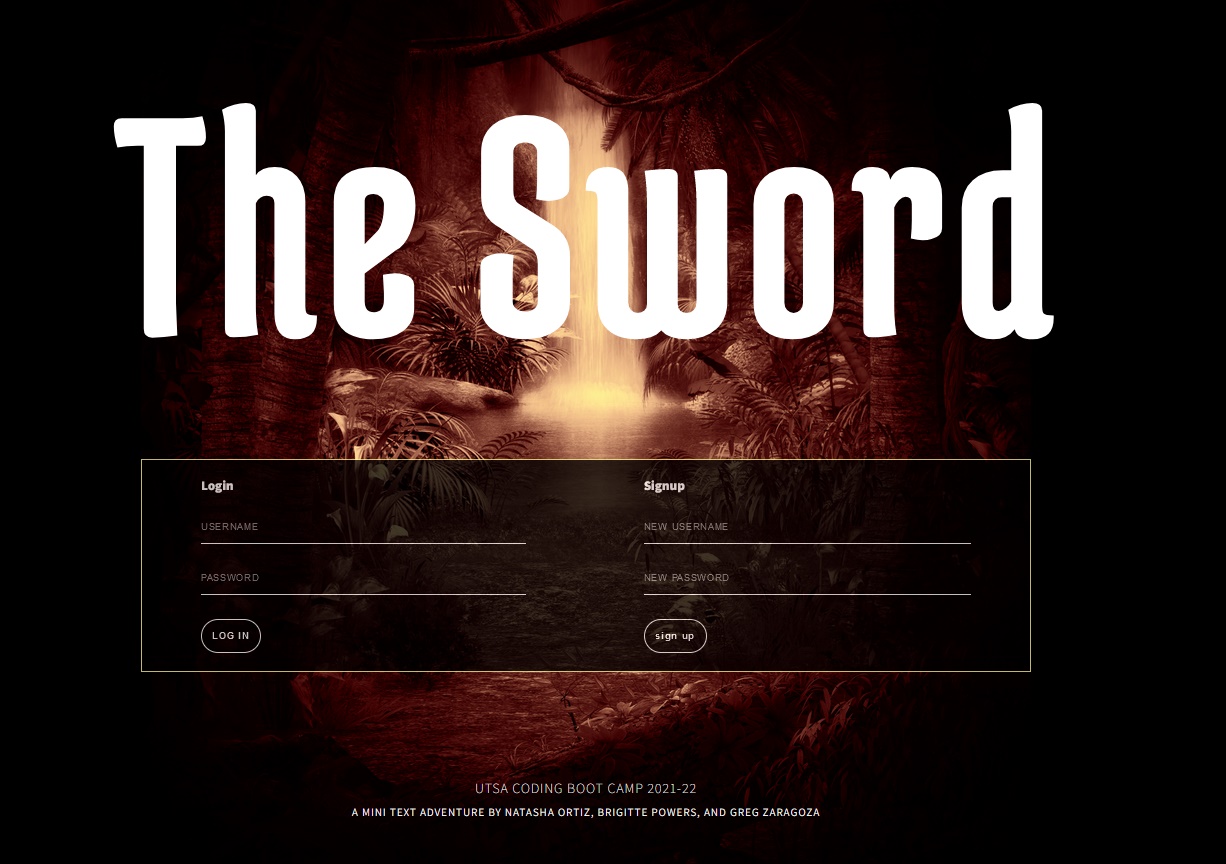 The Sword
Login
USERNAME
PASSWORD
LOG IN
Signup
NEW USERNAME
NEW PASSWORD
sign up
UTSA CODING BOOT CAMP 2021-22
A MINI TEXT ADVENTURE BY NATASHA ORTIZ, BRIGITTE POWERS, AND GREG ZARAGOZA